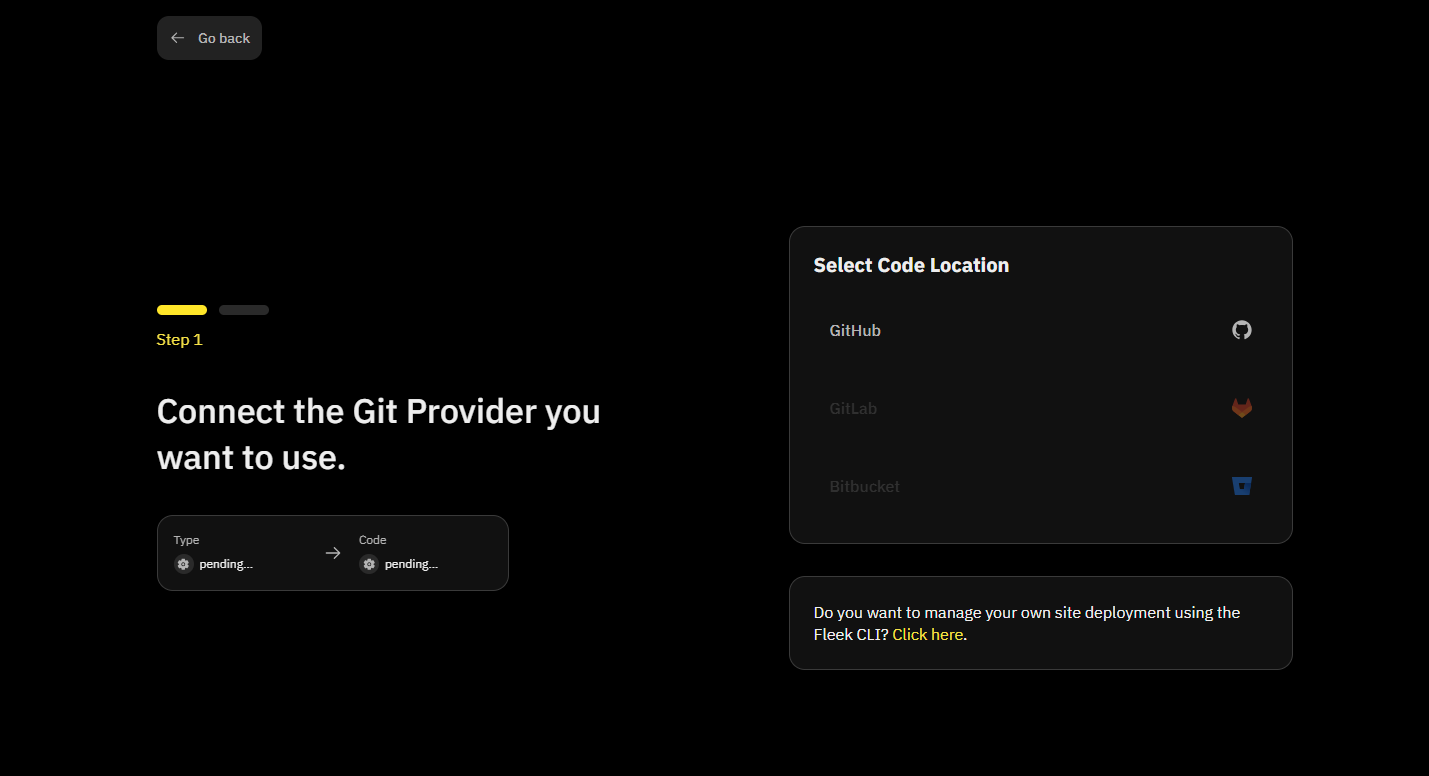 Go back
Step 1
Connect the Git Provider you
want to use.
Type
pending...
Code
pending...
Select Code Location
GitHub
GitLab
Bitbucket
Do you want to manage your own site deployment using the
Fleek CLI? Click here.